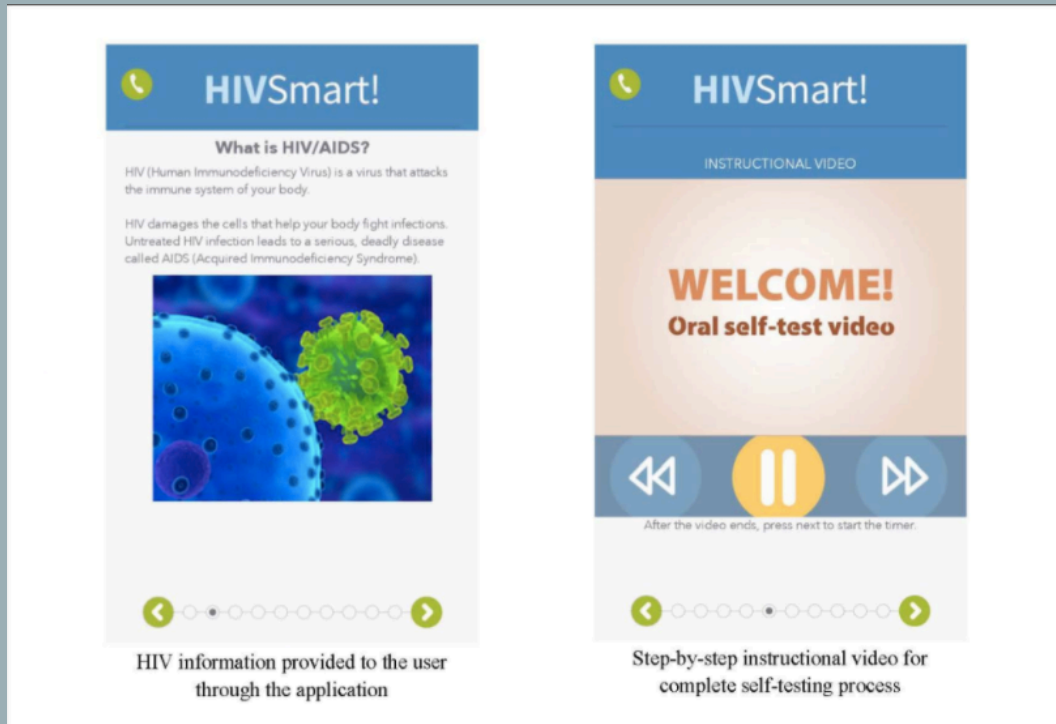 HIVSmart!
What is HIV/AIDS?
HIV (Human Immunodeficiency Virus) is a virus that attacks
the immune system of your body.
HIV damages the cells that help your body fight infections.
Untreated HIV infection leads to a serious, deadly disease
called AIDS (Acquired Immunodeficiency Syndrome).
HIV information provided to the user
through the application
HIVSmart!
INSTRUCTIONAL VIDEO
WELCOME!
Oral self-test video
After the video ends, press next to start the timer.
Step-by-step instructional video for
complete self-testing process